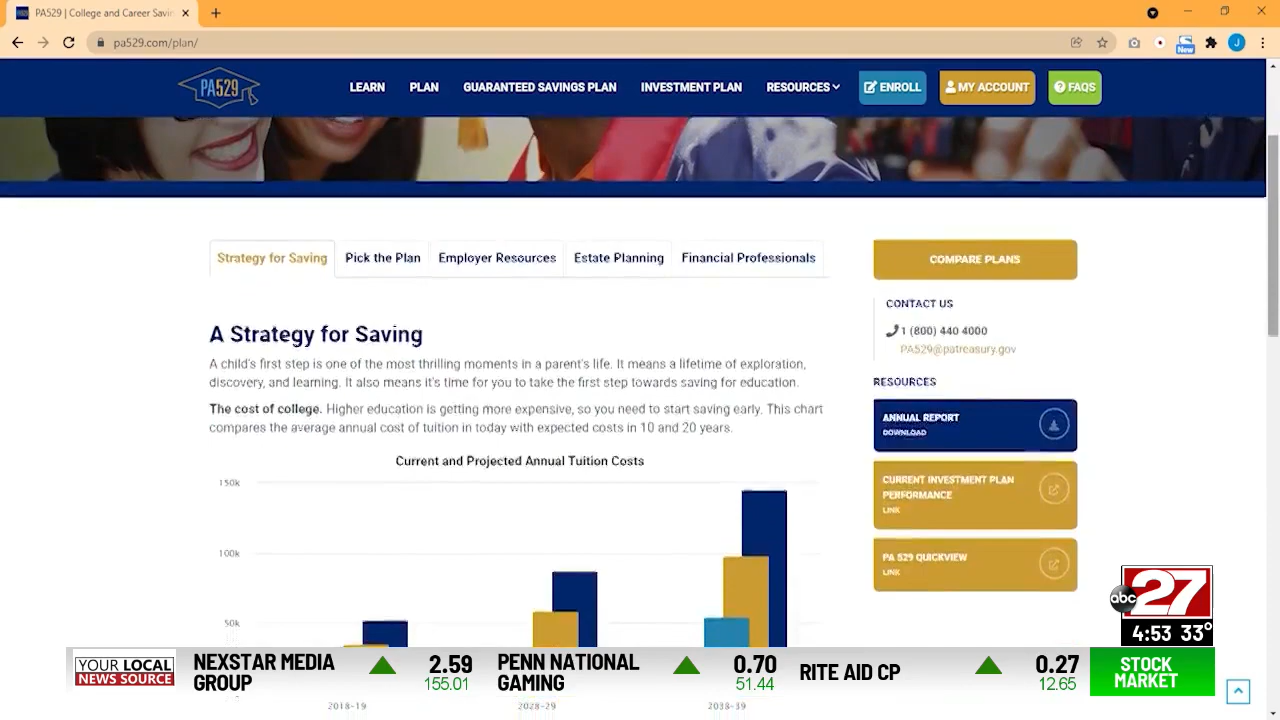 PA529 | College and Career Savin
pa529.com/plan/
New
J
PA529
LEARN
PLAN
GUARANTEED SAVINGS PLAN
INVESTMENT PLAN
RESOURCES
ENROLL
MY ACCOUNT
FAQS
Strategy for Saving
Pick the Plan
Employer Resources
Estate Planning
Financial Professionals
COMPARE PLANS
CONTACT US
1 (800) 440 4000
PA529@patreasury.gov
RESOURCES
ANNUAL REPORT
DOWNLOAD
CURRENT INVESTMENT PLAN
PERFORMANCE
LINK
PA 529 QUICKVIEW
LINK
A Strategy for Saving
A child's first step is one of the most thrilling moments in a parent's life. It means a lifetime of exploration,
discovery, and learning. It also means it's time for you to take the first step towards saving for education.
The cost of college. Higher education is getting more expensive, so you need to start saving early. This chart
compares the average annual cost of tuition in today with expected costs in 10 and 20 years.
Current and Projected Annual Tuition Costs
150k
100k
50k
abc 27
4:53 33°
YOUR LOCAL
NEWS SOURCE
NEXSTAR MEDIA
GROUP
2.59
155.01
PENN NATIONAL
GAMING
0.70
51.44
RITE AID CP
0.27
12.65
STOCK
MARKET
2018-19
2028-29
2038-39